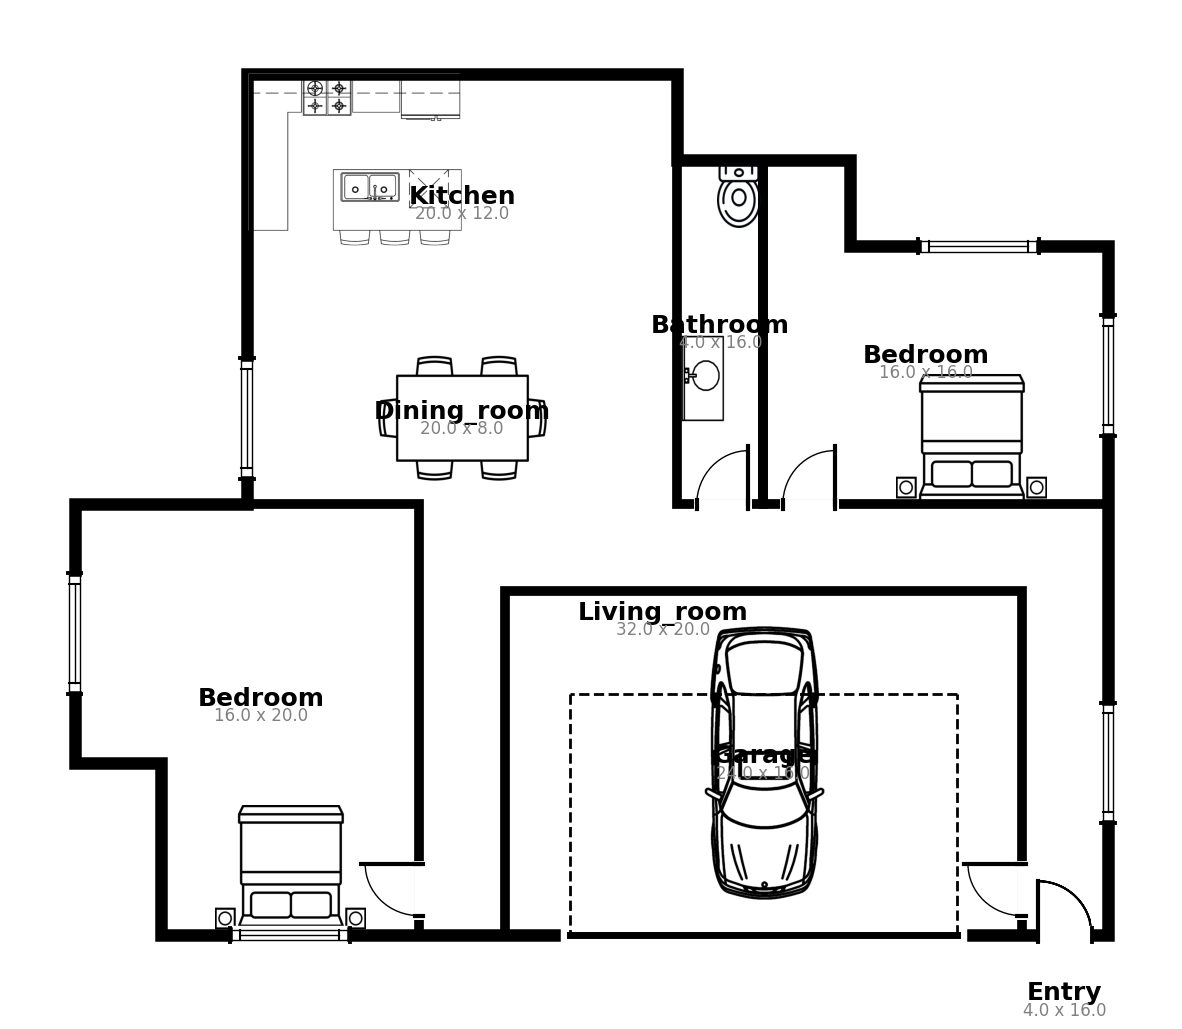 Kitchen
20.0 x 12.0
Bathroom
4.0 x 16.0
Bedroom
16.0 x 16.0
Dining_room
20.0 x 8.0
Living_room
32.0 x 20.0
Bedroom
16.0 x 20.0
Garage
24.0 x 16.0
Entry
4.0 x 16.0